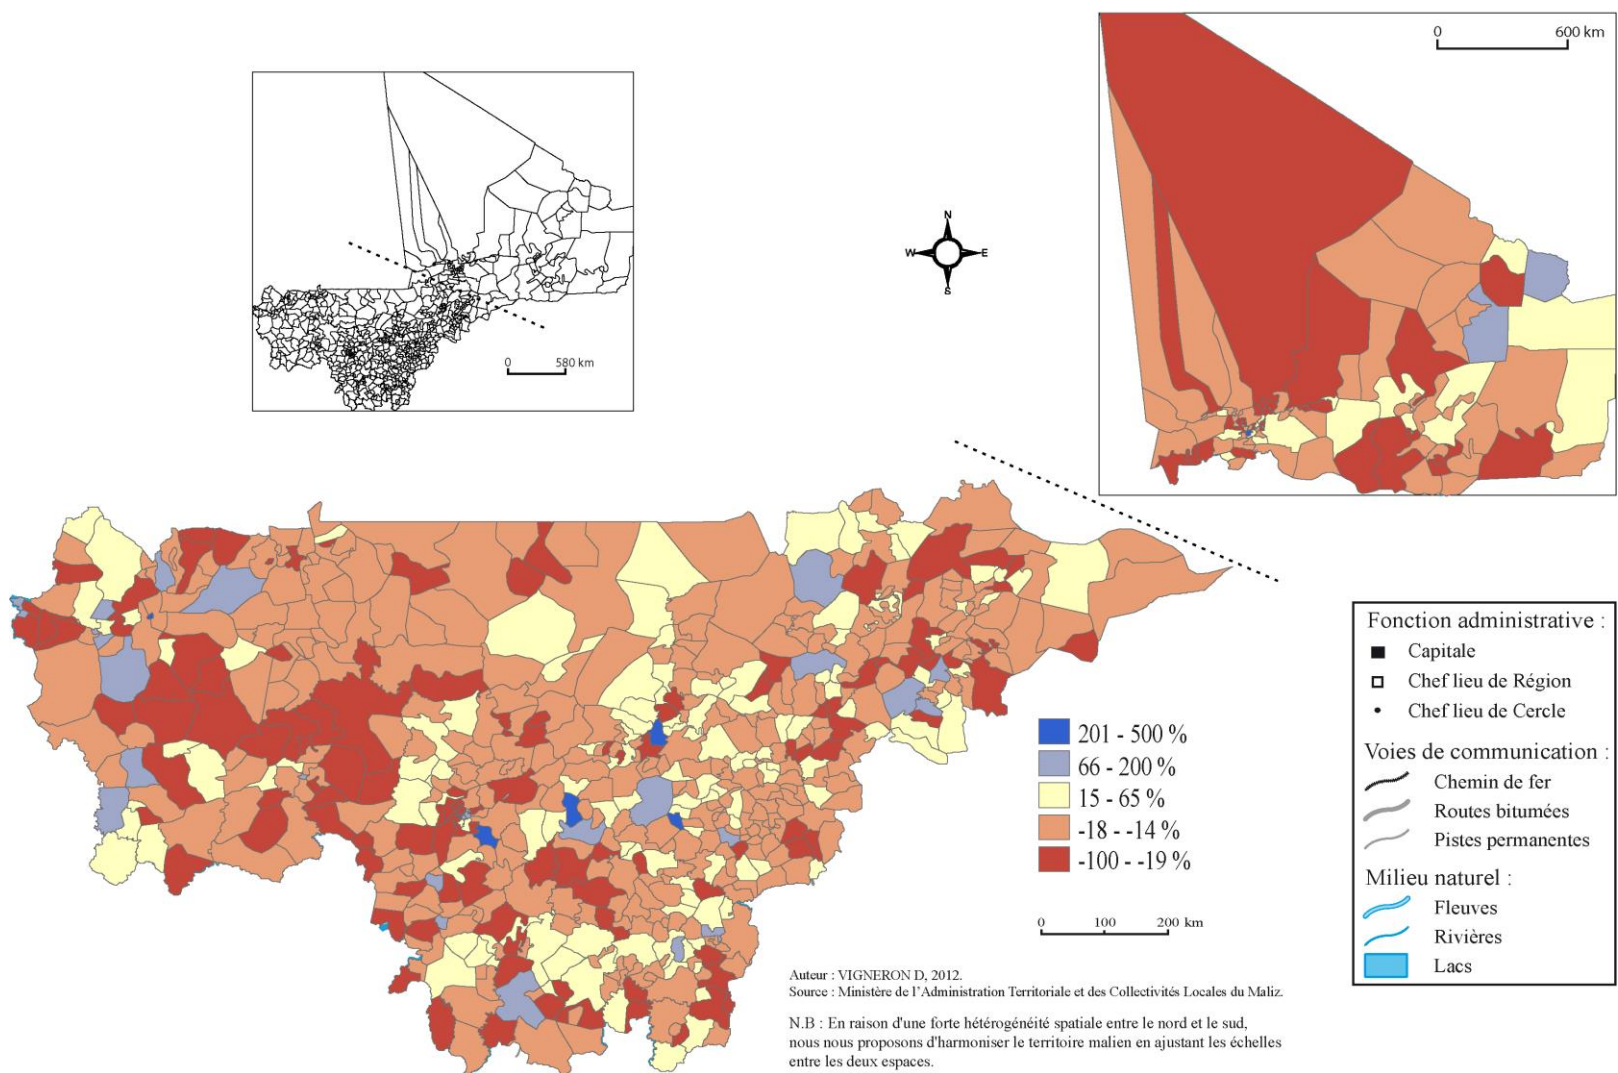 0 600 km
N
W E
S
0 580 km
201 - 500 %
66 - 200 %
15 - 65 %
-18 - -14 %
-100 - -19 %
0 100 200 km
Fonction administrative :
Capitale
Chef lieu de Région
Chef lieu de Cercle
Voies de communication :
Chemin de fer
Routes bitumées
Pistes permanentes
Milieu naturel :
Fleuves
Rivières
Lacs
Auteur : VIGNERON D, 2012.
Source : Ministère de l'Administration Territoriale et des Collectivités Locales du Maliz.
N.B : En raison d'une forte hétérogénéité spatiale entre le nord et le sud,
nous nous proposons d'harmoniser le territoire malien en ajustant les échelles
entre les deux espaces.